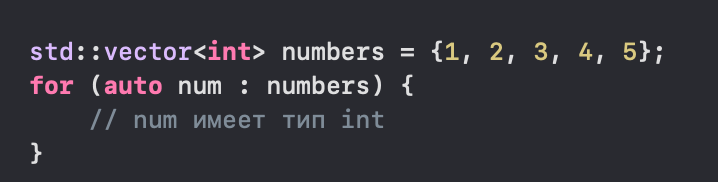 std::vector<int> numbers = {1, 2, 3, 4, 5};
for (auto num : numbers) {
    // num имеет тип int
}